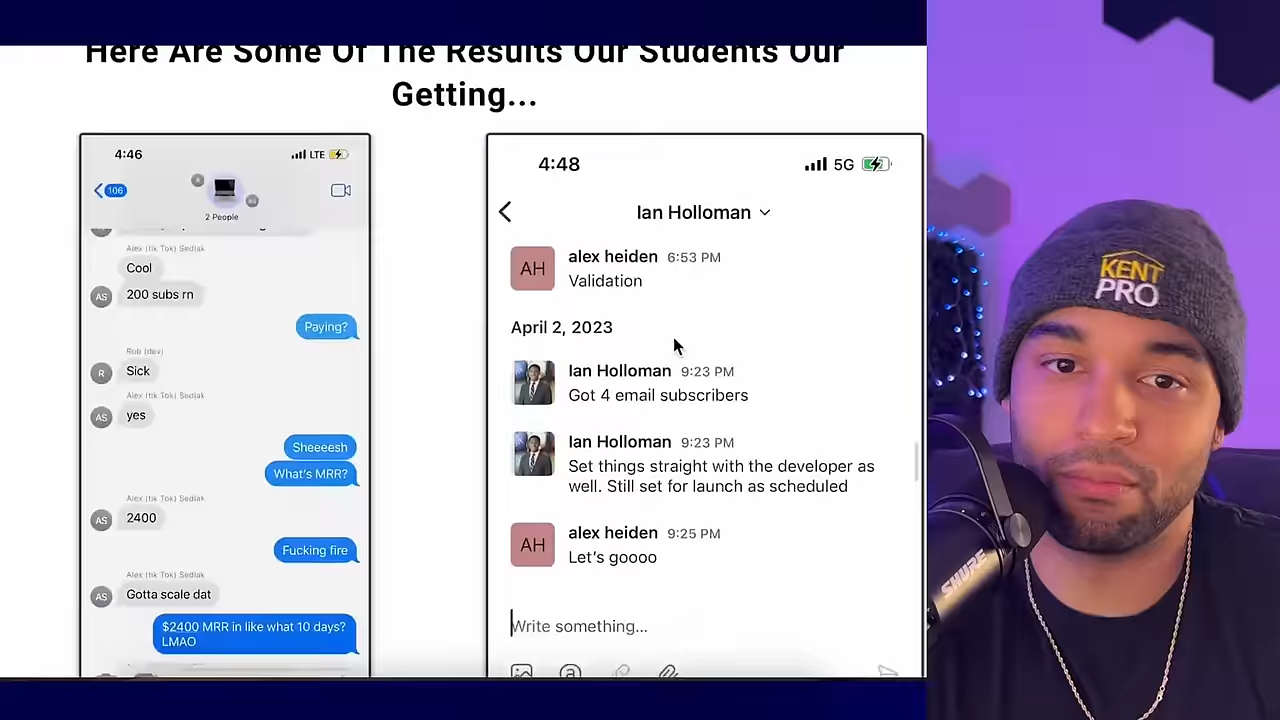 Here Are Some Of The Results Our Students Our
Getting...
4:46
LTE
106
2 People
Alex (tik Tok) Sedlak
Cool
AS
200 subs rn
Paying?
Rob (dev)
R
Sick
Alex (tik Tok) Sedlak
AS
yes
Sheeeesh
What's MRR?
Alex (tik Tok) Sedlak
AS
2400
Fucking fire
Alex (tik Tok) Sedlak
AS
Gotta scale dat
$2400 MRR in like what 10 days?
LMAO
4:48
5G
Ian Holloman
AH
alex heiden 6:53 PM
Validation
April 2, 2023
Ian Holloman 9:23 PM
Got 4 email subscribers
Ian Holloman 9:23 PM
Set things straight with the developer as
well. Still set for launch as scheduled
AH
alex heiden 9:25 PM
Let's goooo
Write something...
KENT
PRO
SHURE